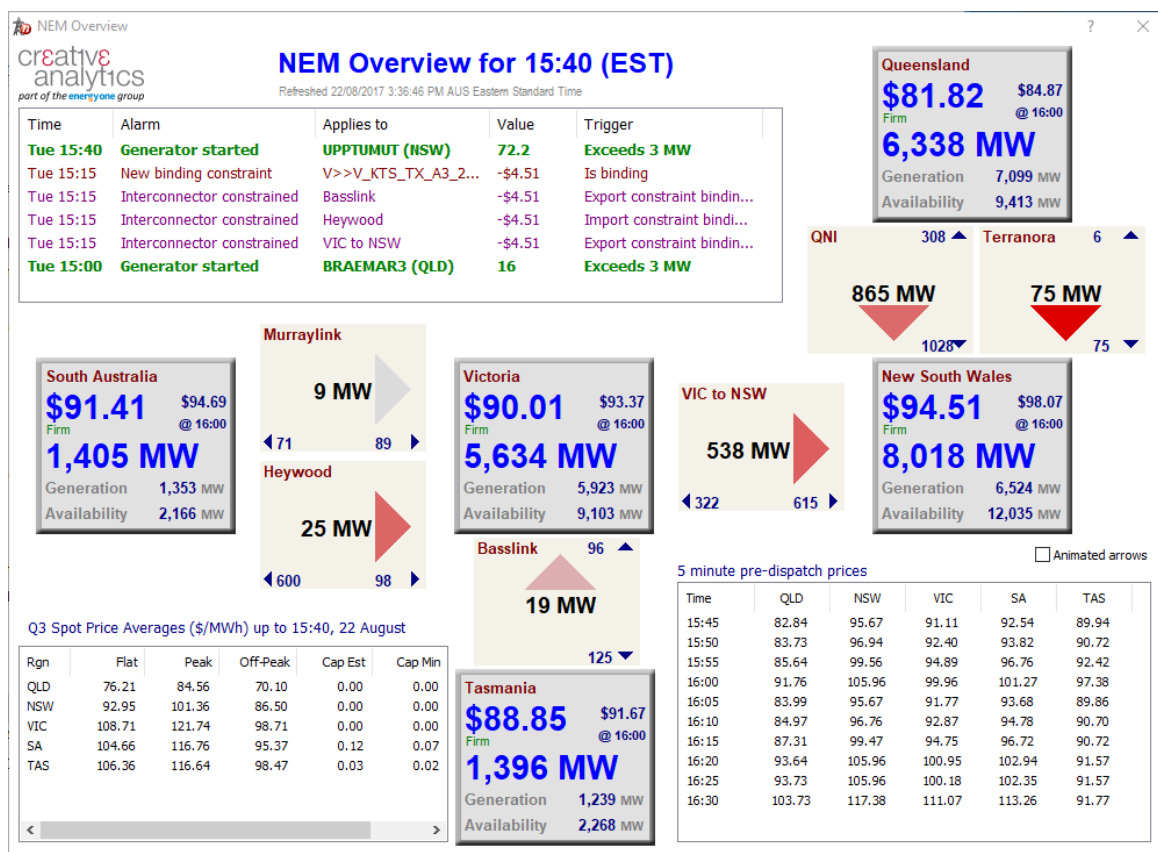 NEM Overview
? ×
creative
analytics
part of the energyone group
NEM Overview for 15:40 (EST)
Refreshed 22/08/2017 3:36:46 PM AUS Eastern Standard Time
Time Alarm Applies to Value Trigger
Tue 15:40 Generator started UPPTUMUT (NSW) 72.2 Exceeds 3 MW
Tue 15:15 New binding constraint V>>V_KTS_TX_A3_2... -$4.51 Is binding
Tue 15:15 Interconnector constrained Basslink -$4.51 Export constraint bindin...
Tue 15:15 Interconnector constrained Heywood -$4.51 Import constraint bindi...
Tue 15:15 Interconnector constrained VIC to NSW -$4.51 Export constraint bindin...
Tue 15:00 Generator started BRAEMAR3 (QLD) 16 Exceeds 3 MW
Queensland
$81.82 $84.87
Firm @ 16:00
6,338 MW
Generation 7,099 MW
Availability 9,413 MW
QNI 308
865 MW
1028
Terranora 6
75 MW
75
South Australia
$91.41 $94.69
Firm @ 16:00
1,405 MW
Generation 1,353 MW
Availability 2,166 MW
Murraylink
9 MW
71 89
Heywood
25 MW
600 98
Victoria
$90.01 $93.37
Firm @ 16:00
5,634 MW
Generation 5,923 MW
Availability 9,103 MW
VIC to NSW
538 MW
322 615
New South Wales
$94.51 $98.07
Firm @ 16:00
8,018 MW
Generation 6,524 MW
Availability 12,035 MW
Basslink 96
19 MW
125
Animated arrows
Q3 Spot Price Averages ($/MWh) up to 15:40, 22 August
Rgn Flat Peak Off-Peak Cap Est Cap Min
QLD 76.21 84.56 70.10 0.00 0.00
NSW 92.95 101.36 86.50 0.00 0.00
VIC 108.71 121.74 98.71 0.00 0.00
SA 104.66 116.76 95.37 0.12 0.07
TAS 106.36 116.64 98.47 0.03 0.02
Tasmania
$88.85 $91.67
Firm @ 16:00
1,396 MW
Generation 1,239 MW
Availability 2,268 MW
5 minute pre-dispatch prices
Time QLD NSW VIC SA TAS
15:45 82.84 95.67 91.11 92.54 89.94
15:50 83.73 96.94 92.40 93.82 90.72
15:55 85.64 99.56 94.89 96.76 92.42
16:00 91.76 105.96 99.96 101.27 97.38
16:05 83.99 95.67 91.77 93.68 89.86
16:10 84.97 96.76 92.87 94.78 90.70
16:15 87.31 99.47 94.75 96.72 90.72
16:20 93.64 105.96 100.95 102.94 91.57
16:25 93.73 105.96 100.18 102.35 91.57
16:30 103.73 117.38 111.07 113.26 91.77